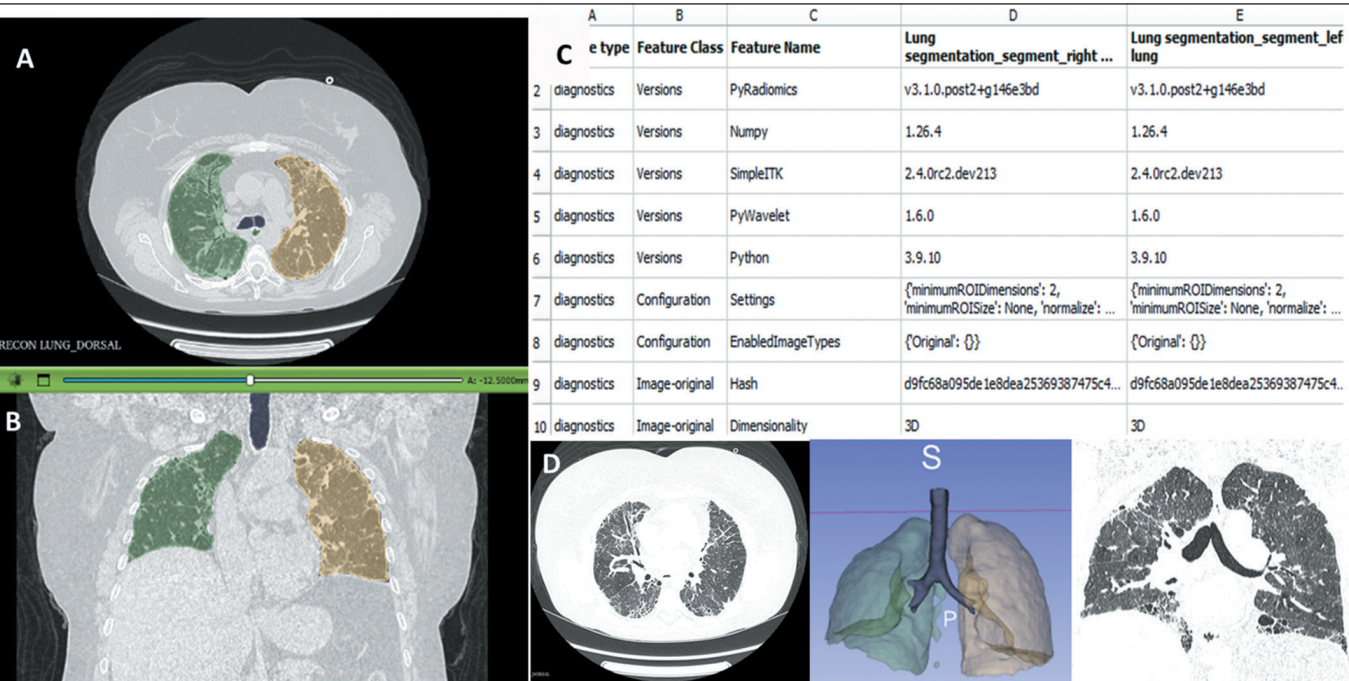 A
RECON LUNG_DORSAL
A: -12.5000mm
B
C
A B C D E
e type Feature Class Feature Name Lung segmentation_segment_right ... Lung segmentation_segment_lef lung
2 diagnostics Versions PyRadiomics v3.1.0.post2+g146e3bd v3.1.0.post2+g146e3bd
3 diagnostics Versions Numpy 1.26.4 1.26.4
4 diagnostics Versions SimpleITK 2.4.0rc2.dev213 2.4.0rc2.dev213
5 diagnostics Versions PyWavelet 1.6.0 1.6.0
6 diagnostics Versions Python 3.9.10 3.9.10
7 diagnostics Configuration Settings {'minimumROIDimensions': 2, 'minimumROISize': None, 'normalize': ... {'minimumROIDimensions': 2, 'minimumROISize': None, 'normalize': ...
8 diagnostics Configuration EnabledImageTypes {'Original': {}} {'Original': {}}
9 diagnostics Image-original Hash d9fc68a095de1e8dea25369387475c4... d9fc68a095de1e8dea25369387475c4..
10 diagnostics Image-original Dimensionality 3D 3D
D
DORSAL
S
P